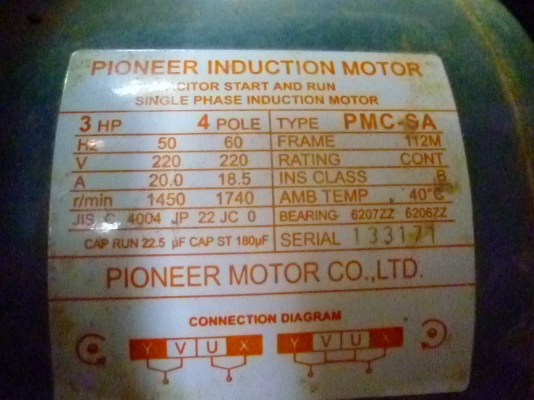 PIONEER INDUCTION MOTOR
CITOR START AND RUN
SINGLE PHASE INDUCTION MOTOR
3 HP 4 POLE TYPE PMC-SA
Hz 50 60 FRAME 112M
V 220 220 RATING CONT
A 20.0 18.5 INS CLASS B
r/min 1450 1740 AMB TEMP 40°C
JIS C 4004 JP 22 JC 0 BEARING 6207ZZ 6206ZZ
CAP RUN 22.5 µF CAP ST 180µF SERIAL 133171
PIONEER MOTOR CO.,LTD.
CONNECTION DIAGRAM
Y V U X Y V U X